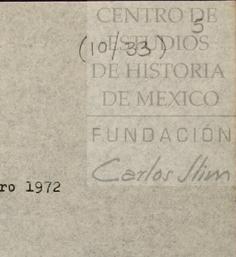 CENTRO DE
5
(10/33)
ESTUDIOS
DE HISTORIA
DE MEXICO
FUNDACIÓN
Carlos Slim
ro 1972